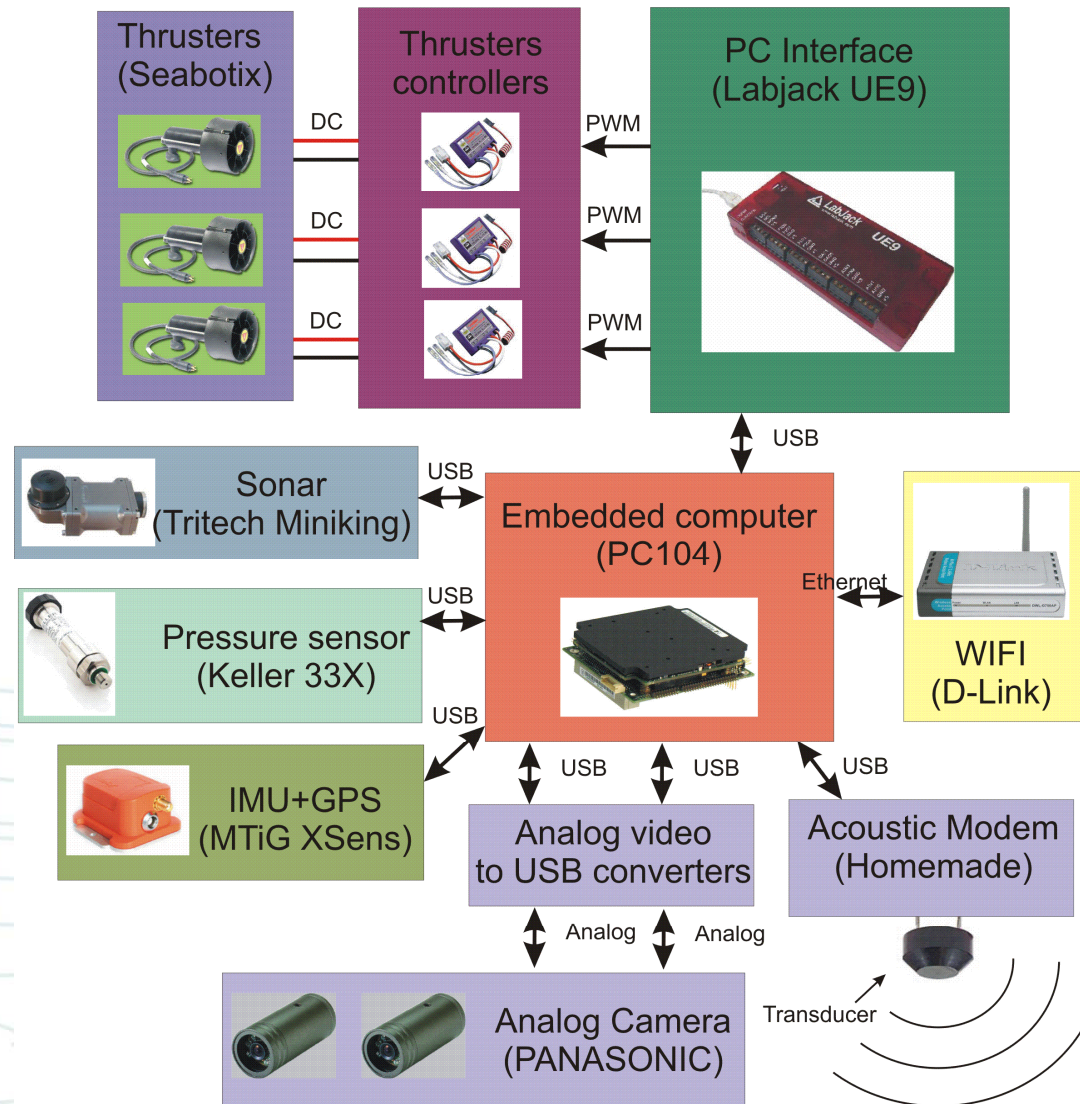 Thrusters
(Seabotix)
Thrusters
controllers
PC Interface
(Labjack UE9)
DC
PWM
DC
PWM
DC
PWM
LabJack
UE9
USB
Sonar
(Tritech Miniking)
USB
Embedded computer
(PC104)
Ethernet
WIFI
(D-Link)
Pressure sensor
(Keller 33X)
USB
USB
IMU+GPS
(MTiG XSens)
USB
USB
USB
Analog video
to USB converters
Acoustic Modem
(Homemade)
Analog
Analog
Analog Camera
(PANASONIC)
Transducer